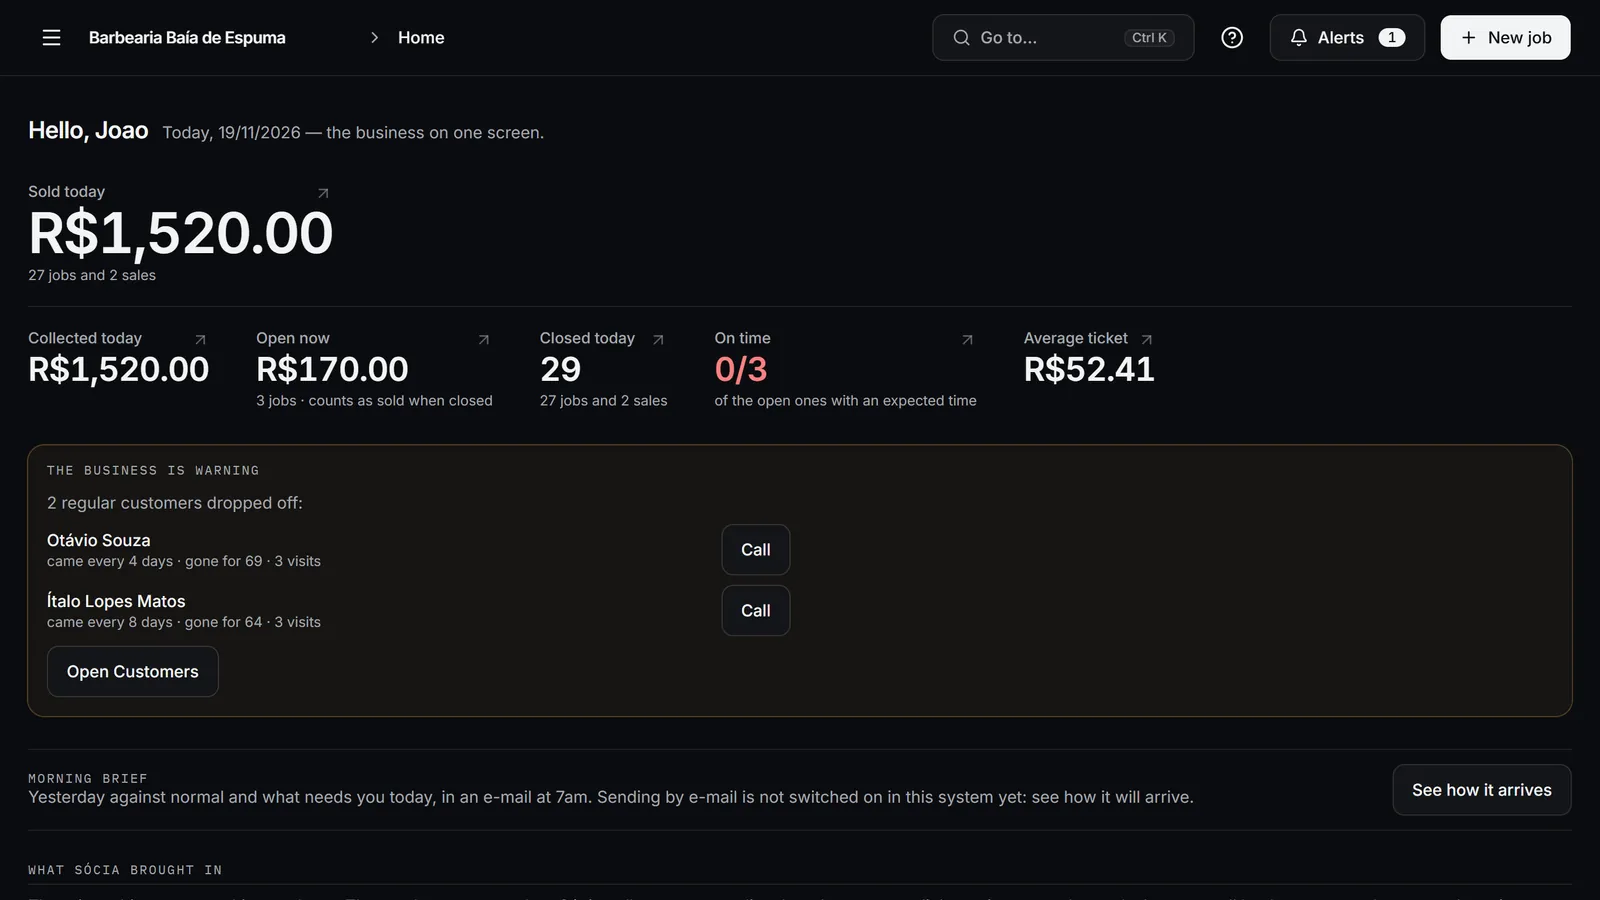 Barbearia Baía de Espuma
Home
Go to...
Ctrl K
Alerts 1
New job
Hello, Joao
Today, 19/11/2026 — the business on one screen.
Sold today
R$1,520.00
27 jobs and 2 sales
Collected today
R$1,520.00
Open now
R$170.00
3 jobs · counts as sold when closed
Closed today
29
27 jobs and 2 sales
On time
0/3
of the open ones with an expected time
Average ticket
R$52.41
THE BUSINESS IS WARNING
2 regular customers dropped off:
Otávio Souza
came every 4 days · gone for 69 · 3 visits
Call
Ítalo Lopes Matos
came every 8 days · gone for 64 · 3 visits
Call
Open Customers
MORNING BRIEF
Yesterday against normal and what needs you today, in an e-mail at 7am. Sending by e-mail is not switched on in this system yet: see how it will arrive.
See how it arrives
WHAT SÓCIA BROUGHT IN